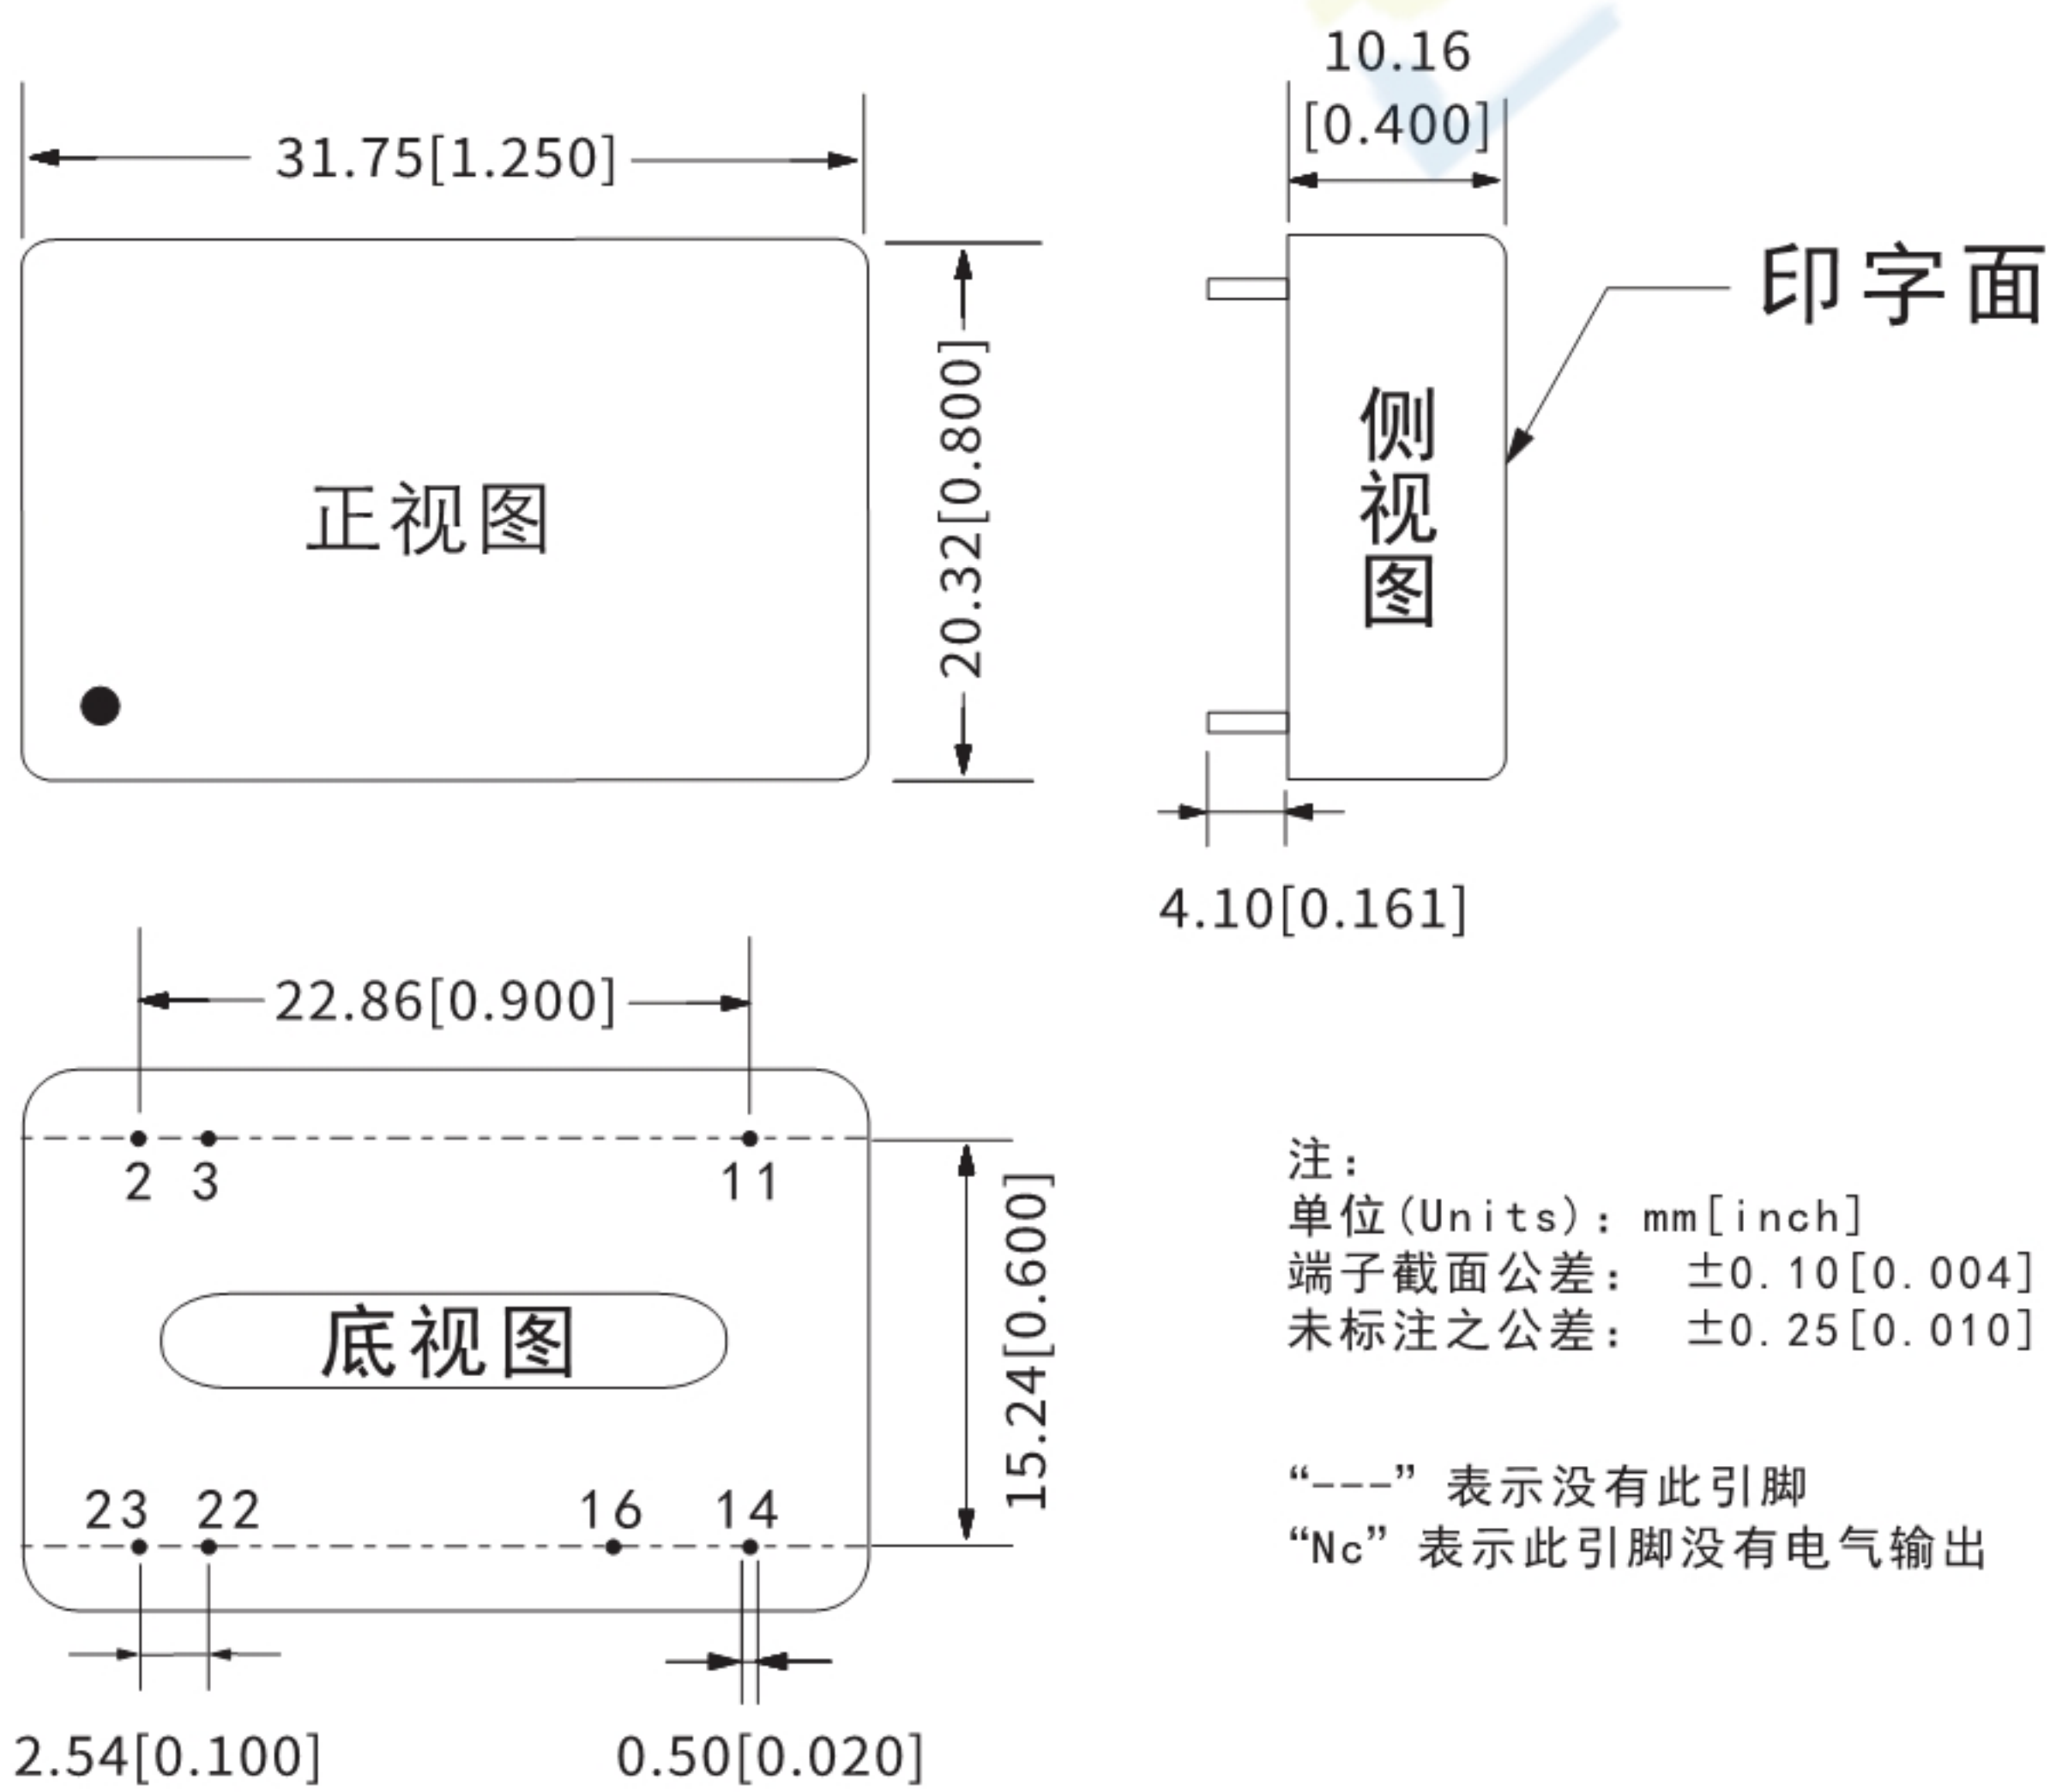 31.75[1.250]
10.16
[0.400]
印字面
20.32[0.800]
正视图
侧视图
4.10[0.161]
22.86[0.900]
2 3 11
15.24[0.600]
底视图
23 22 16 14
2.54[0.100]
0.50[0.020]
注：
单位(Units)：mm[inch]
端子截面公差： ±0.10[0.004]
未标注之公差： ±0.25[0.010]
“---” 表示没有此引脚
“Nc” 表示此引脚没有电气输出